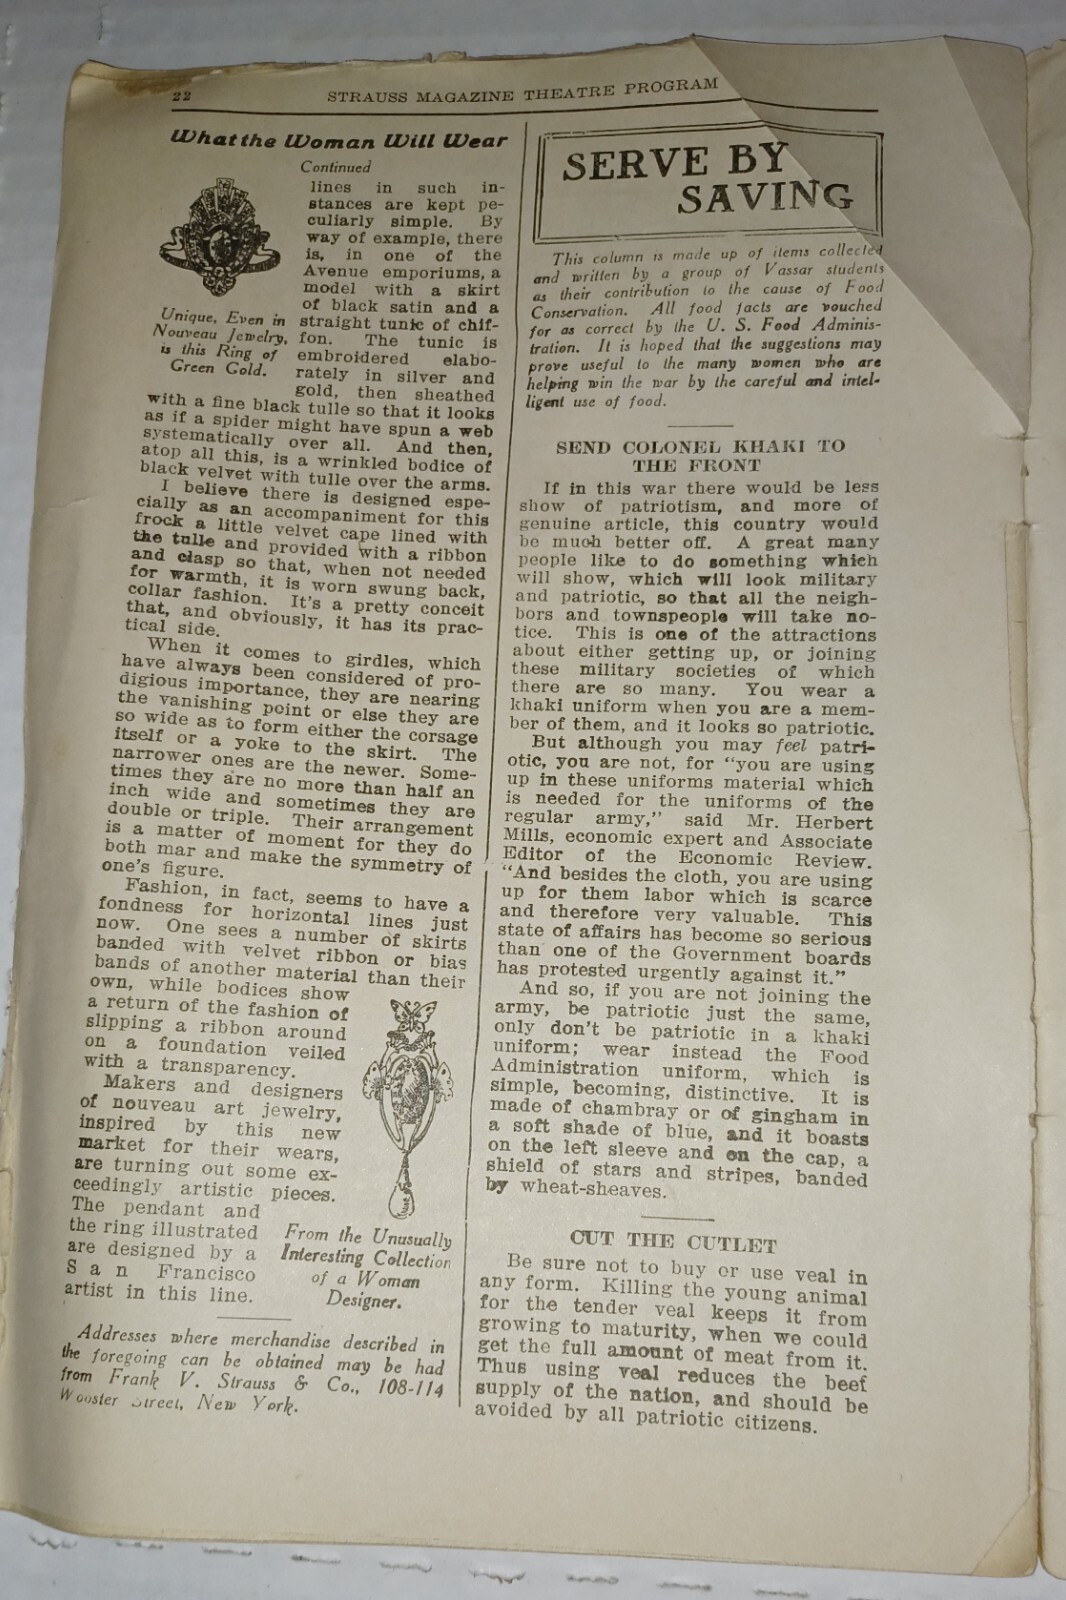 22
STRAUSS MAGAZINE THEATRE PROGRAM
What the Woman Will Wear
Continued
lines in such in-
stances are kept pe-
culiarly simple. By
way of example, there
is, in one of the
Avenue emporiums, a
model with a skirt
of black satin and a
straight tunic of chif-
fon. The tunic is
embroidered elabo-
rately in silver and
gold, then sheathed
Unique, Even in
Nouveau Jewelry,
is this Ring of
Green Gold.
with a fine black tulle so that it looks
as if a spider might have spun a web
systematically over all. And then,
atop all this, is a wrinkled bodice of
black velvet with tulle over the arms.
I believe there is designed espe-
cially as an accompaniment for this
frock a little velvet cape lined with
the tulle and provided with a ribbon
and clasp so that, when not needed
for warmth, it is worn swung back,
collar fashion. It's a pretty conceit
that, and obviously, it has its prac-
tical side.
When it comes to girdles, which
have always been considered of pro-
digious importance, they are nearing
the vanishing point or else they are
so wide as to form either the corsage
itself or a yoke to the skirt. The
narrower ones are the newer. Some-
times they are no more than half an
inch wide and sometimes they are
double or triple. Their arrangement
is a matter of moment for they do
both mar and make the symmetry of
one's figure.
Fashion, in fact, seems to have a
fondness for horizontal lines just
now. One sees a number of skirts
banded with velvet ribbon or bias
bands of another material than their
own, while bodices show
a return of the fashion of
slipping a ribbon around
on a foundation veiled
with a transparency.
Makers and designers
of nouveau art jewelry,
inspired by this new
market for their wears,
are turning out some ex-
ceedingly artistic pieces.
The pendant and
the ring illustrated
are designed by a
San Francisco
artist in this line.
From the Unusually
Interesting Collection
of a Woman
Designer.
Addresses where merchandise described in
the foregoing can be obtained may be had
from Frank V. Strauss & Co., 108-114
Wooster Street, New York.
SERVE BY
SAVING
This column is made up of items collected
and written by a group of Vassar students
as their contribution to the cause of Food
Conservation. All food facts are vouched
for as correct by the U. S. Food Adminis-
tration. It is hoped that the suggestions may
prove useful to the many women who are
helping win the war by the careful and intel-
ligent use of food.
SEND COLONEL KHAKI TO
THE FRONT
If in this war there would be less
show of patriotism, and more of
genuine article, this country would
be much better off. A great many
people like to do something which
will show, which will look military
and patriotic, so that all the neigh-
bors and townspeople will take no-
tice. This is one of the attractions
about either getting up, or joining
these military societies of which
there are so many. You wear a
khaki uniform when you are a mem-
ber of them, and it looks so patriotic.
But although you may feel patri-
otic, you are not, for "you are using
up in these uniforms material which
is needed for the uniforms of the
regular army," said Mr. Herbert
Mills, economic expert and Associate
Editor of the Economic Review.
"And besides the cloth, you are using
up for them labor which is scarce
and therefore very valuable. This
state of affairs has become so serious
than one of the Government boards
has protested urgently against it."
And so, if you are not joining the
army, be patriotic just the same,
only don't be patriotic in a khaki
uniform; wear instead the Food
Administration uniform, which is
simple, becoming, distinctive. It is
made of chambray or of gingham in
a soft shade of blue, and it boasts
on the left sleeve and on the cap, a
shield of stars and stripes, banded
by wheat-sheaves.
CUT THE CUTLET
Be sure not to buy or use veal in
any form. Killing the young animal
for the tender veal keeps it from
growing to maturity, when we could
get the full amount of meat from it.
Thus using veal reduces the beef
supply of the nation, and should be
avoided by all patriotic citizens.